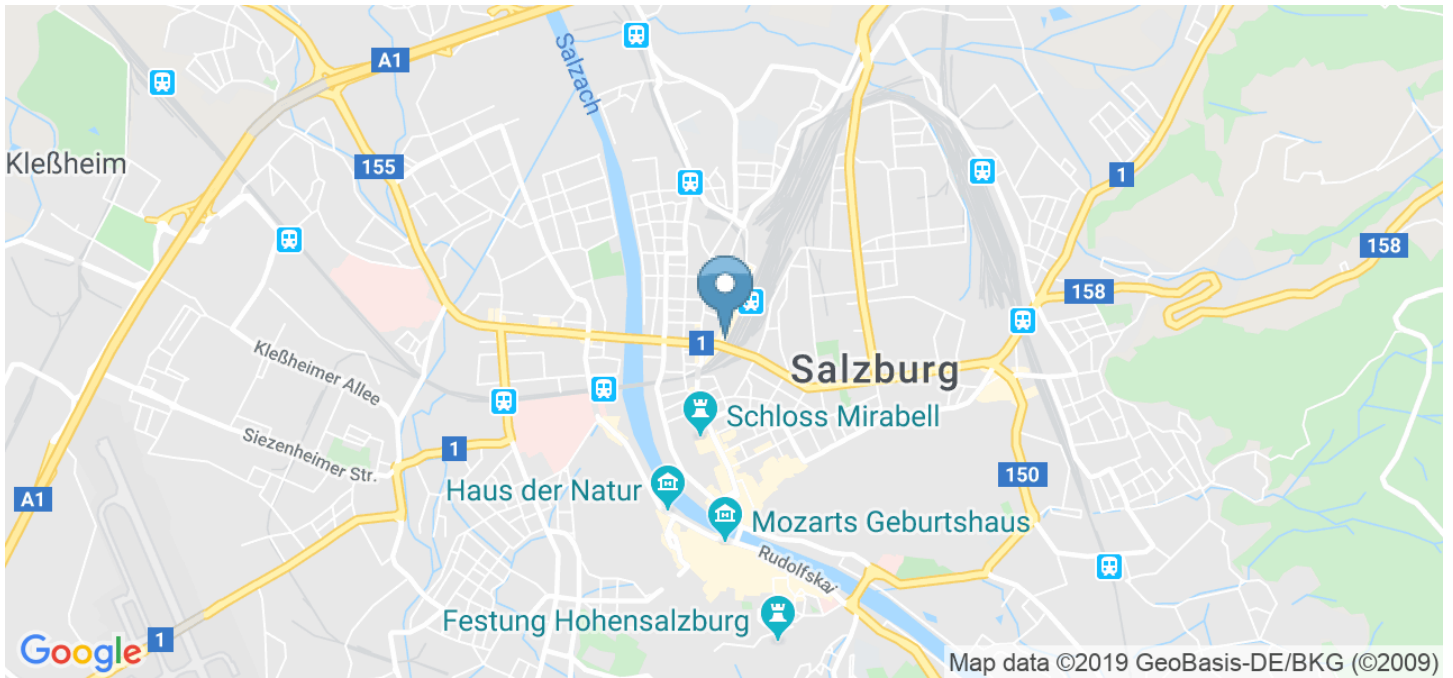 A1
Salzach
Kleßheim
155
1
158
158
1
Salzburg
Kleßheimer Allee
Schloss Mirabell
Siezenheimer Str.
1
150
A1
Haus der Natur
Mozarts Geburtshaus
Rudolfskai
Festung Hohensalzburg
1
Google
Map data ©2019 GeoBasis-DE/BKG (©2009)